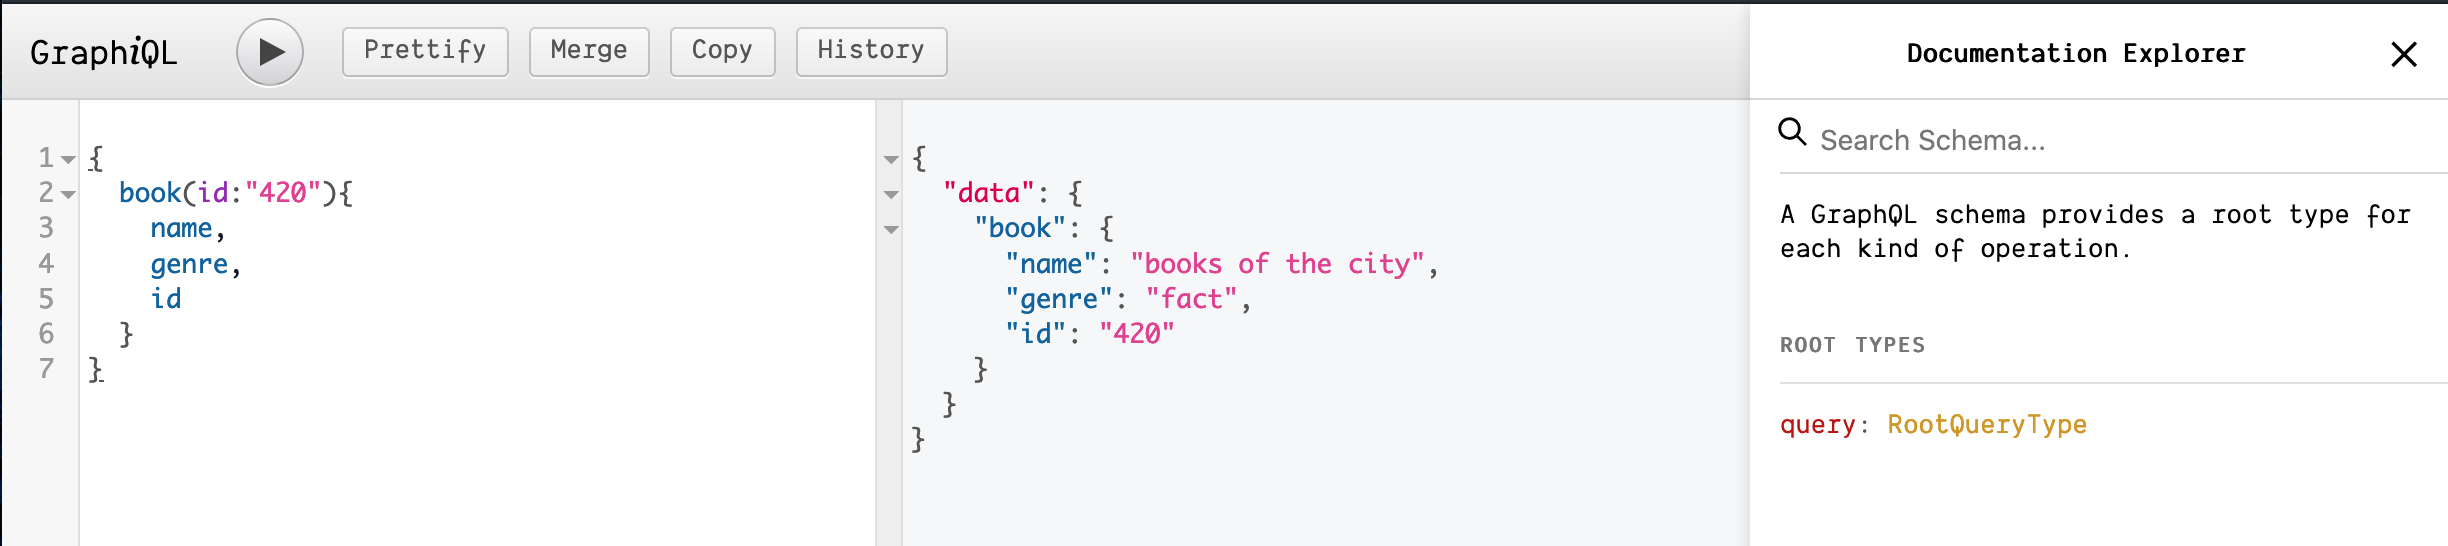 GraphiQL Prettify Merge Copy History
1 {
2 book(id:"420"){
3 name,
4 genre,
5 id
6 }
7 }
{
"data": {
"book": {
"name": "books of the city",
"genre": "fact",
"id": "420"
}
}
}
Documentation Explorer
Search Schema...
A GraphQL schema provides a root type for
each kind of operation.
ROOT TYPES
query: RootQueryType